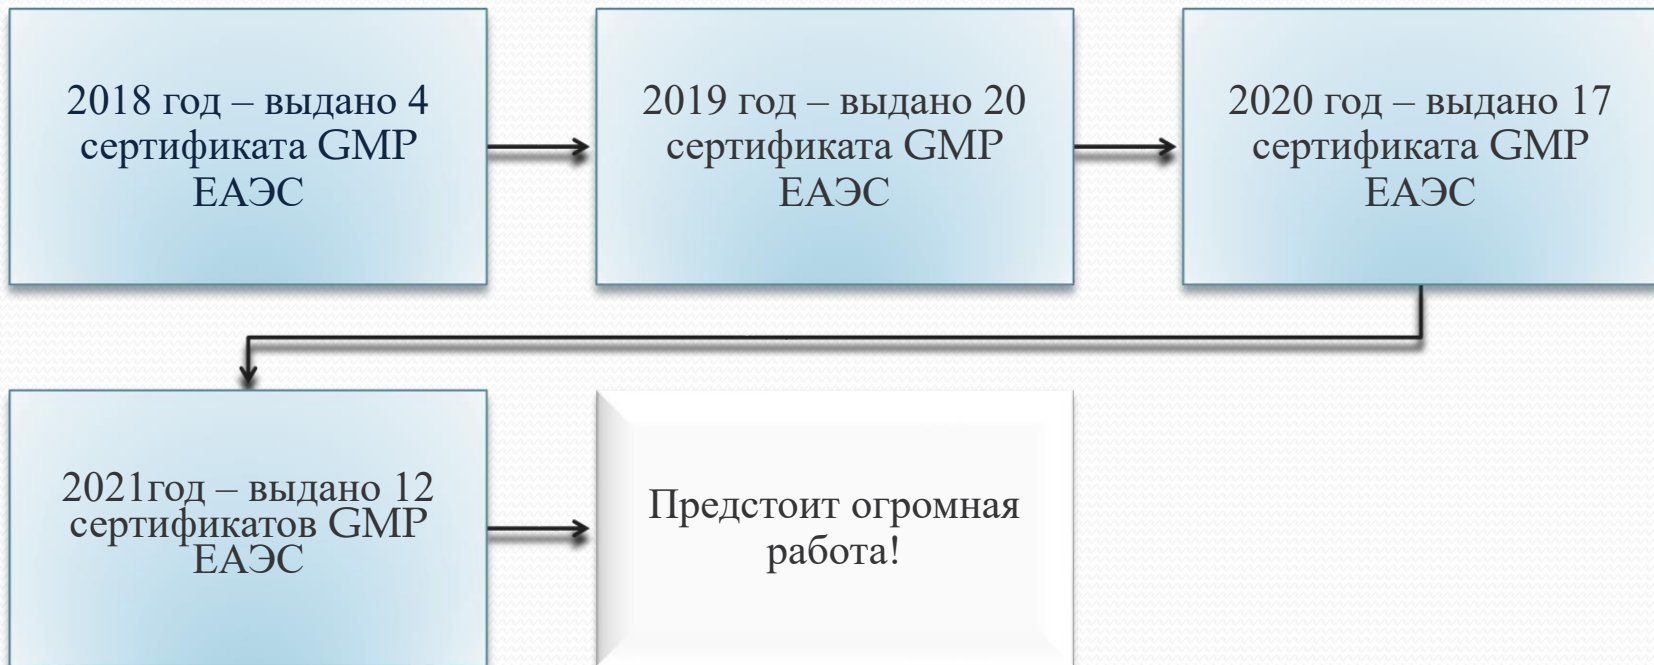 2018 год – выдано 4
сертификата GMP
ЕАЭС
2019 год – выдано 20
сертификата GMP
ЕАЭС
2020 год – выдано 17
сертификата GMP
ЕАЭС
2021год – выдано 12
сертификатов GMP
ЕАЭС
Предстоит огромная
работа!